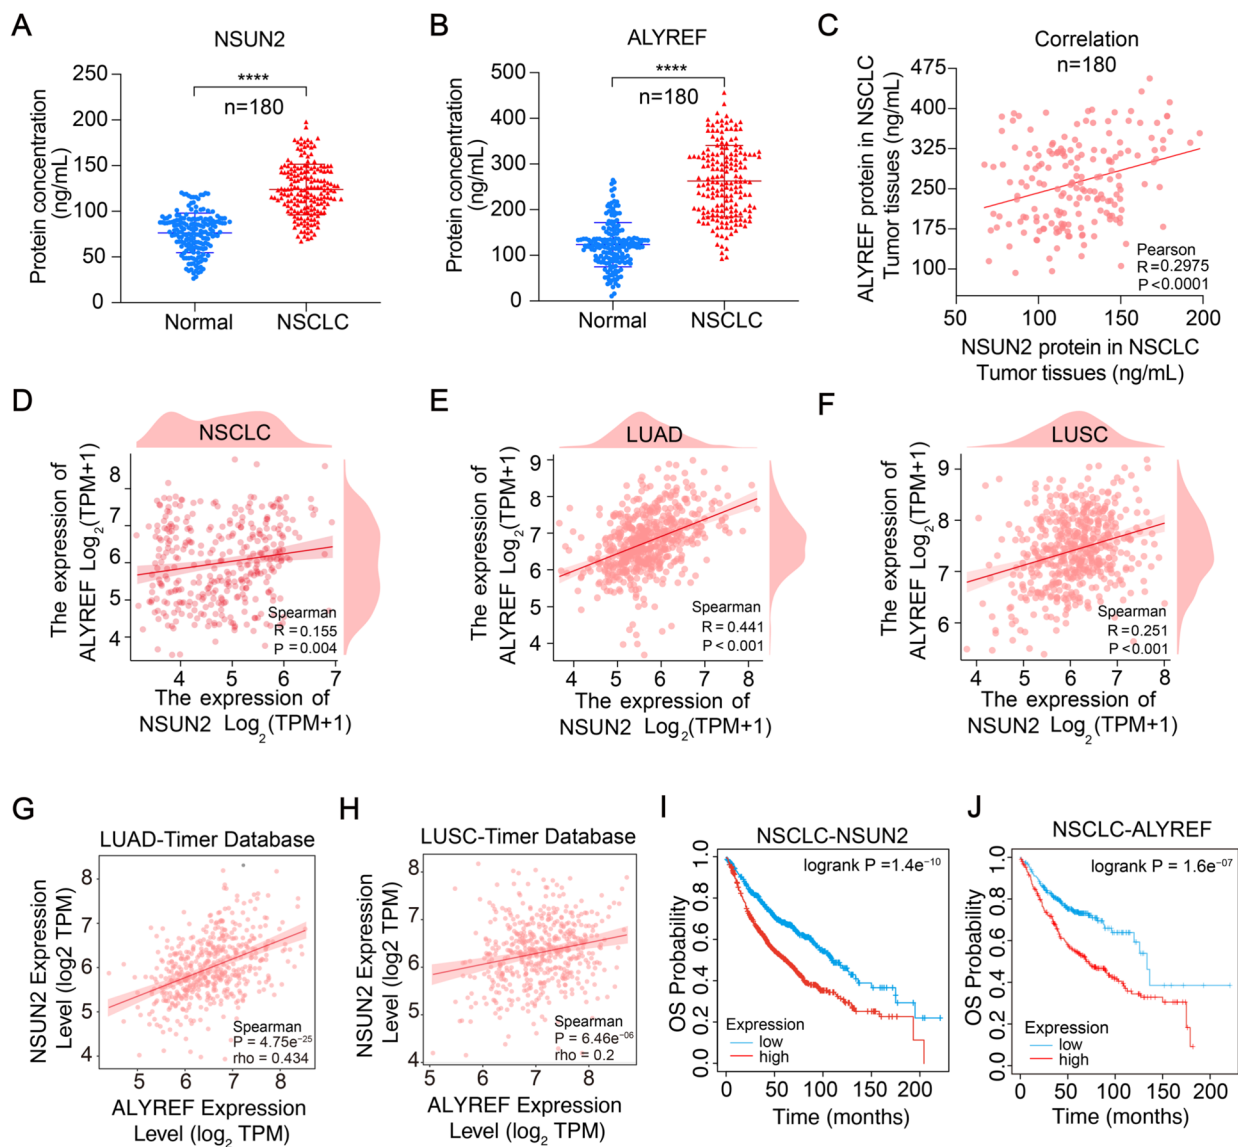 A
NSUN2
****
n=180
Protein concentration
(ng/mL)
250
200
150
100
50
0
Normal
NSCLC
B
ALYREF
****
n=180
Protein concentration
(ng/mL)
500
400
300
200
100
0
Normal
NSCLC
C
Correlation
n=180
ALYREF protein in NSCLC
Tumor tissues (ng/mL)
475
400
325
250
175
100
Pearson
R=0.2975
P<0.0001
50
100
150
200
NSUN2 protein in NSCLC
Tumor tissues (ng/mL)
D
NSCLC
The expression of
ALYREF Log₂(TPM+1)
8
7
6
5
4
Spearman
R=0.155
P=0.004
4
5
6
7
The expression of
NSUN2 Log₂(TPM+1)
E
LUAD
The expression of
ALYREF Log₂(TPM+1)
9
8
7
6
5
4
Spearman
R=0.441
P<0.001
4
5
6
7
8
The expression of
NSUN2 Log₂(TPM+1)
F
LUSC
The expression of
ALYREF Log₂(TPM+1)
9
8
7
6
Spearman
R=0.251
P<0.001
4
5
6
7
8
The expression of
NSUN2 Log₂(TPM+1)
G
LUAD-Timer Database
NSUN2 Expression
Level (log2 TPM)
8
7
6
5
4
Spearman
P = 4.75e⁻²⁵
rho = 0.434
5
6
7
8
ALYREF Expression
Level (log₂ TPM)
H
LUSC-Timer Database
NSUN2 Expression
Level (log2 TPM)
8
7
6
5
4
Spearman
P = 6.46e⁻⁰⁶
rho = 0.2
5
6
7
8
ALYREF Expression
Level (log₂ TPM)
I
NSCLC-NSUN2
logrank P =1.4e⁻¹⁰
OS Probability
1.0
0.8
0.6
0.4
0.2
0.0
Expression
low
high
0
50
100
150
200
Time (months)
J
NSCLC-ALYREF
logrank P = 1.6e⁻⁰⁷
OS Probability
1.0
0.8
0.6
0.4
0.2
0.0
Expression
low
high
0
50
100
150
200
Time (months)